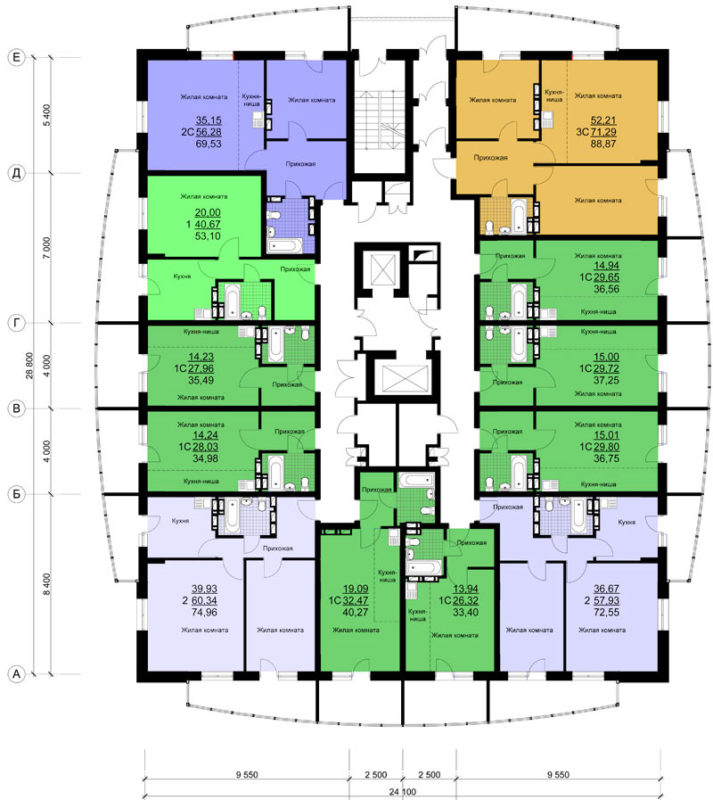 Е
Д
Г
В
Б
А
5 400
7 000
4 000
4 000
8 400
28 800
Жилая комната
Кухня-
ниша
35.15
2С 56,28
69,53
Жилая комната
Прихожая
Жилая комната
Жилая комната
52,21
3С 71,29
88,87
Кухня-
ниша
Прихожая
Жилая комната
Жилая комната
20.00
1 40.67
53,10
Кухня
Прихожая
Прихожая
Жилая комната
14.94
1С 29,65
36,56
Кухня-ниша
Кухня-ниша
14.23
1С 27,96
35,49
Жилая комната
Прихожая
Кухня-ниша
15.00
1С 29,72
37,25
Прихожая
Жилая комната
Жилая комната
14,24
1С 28,03
34,98
Прихожая
Кухня-ниша
Прихожая
Жилая комната
15,01
1С 29,80
36,75
Кухня-ниша
Кухня
Прихожая
39.93
2 60,34
74,96
Жилая комната
Жилая комната
Прихожая
Кухня-
ниша
19.09
1С 32,47
40,27
Жилая комната
Прихожая
13,94
1С 26,32
33,40
Кухня-
ниша
Жилая комната
Прихожая
Кухня
36.67
2 57,93
72,55
Жилая комната
Жилая комната
9 550
2 500
2 500
9 550
24 100